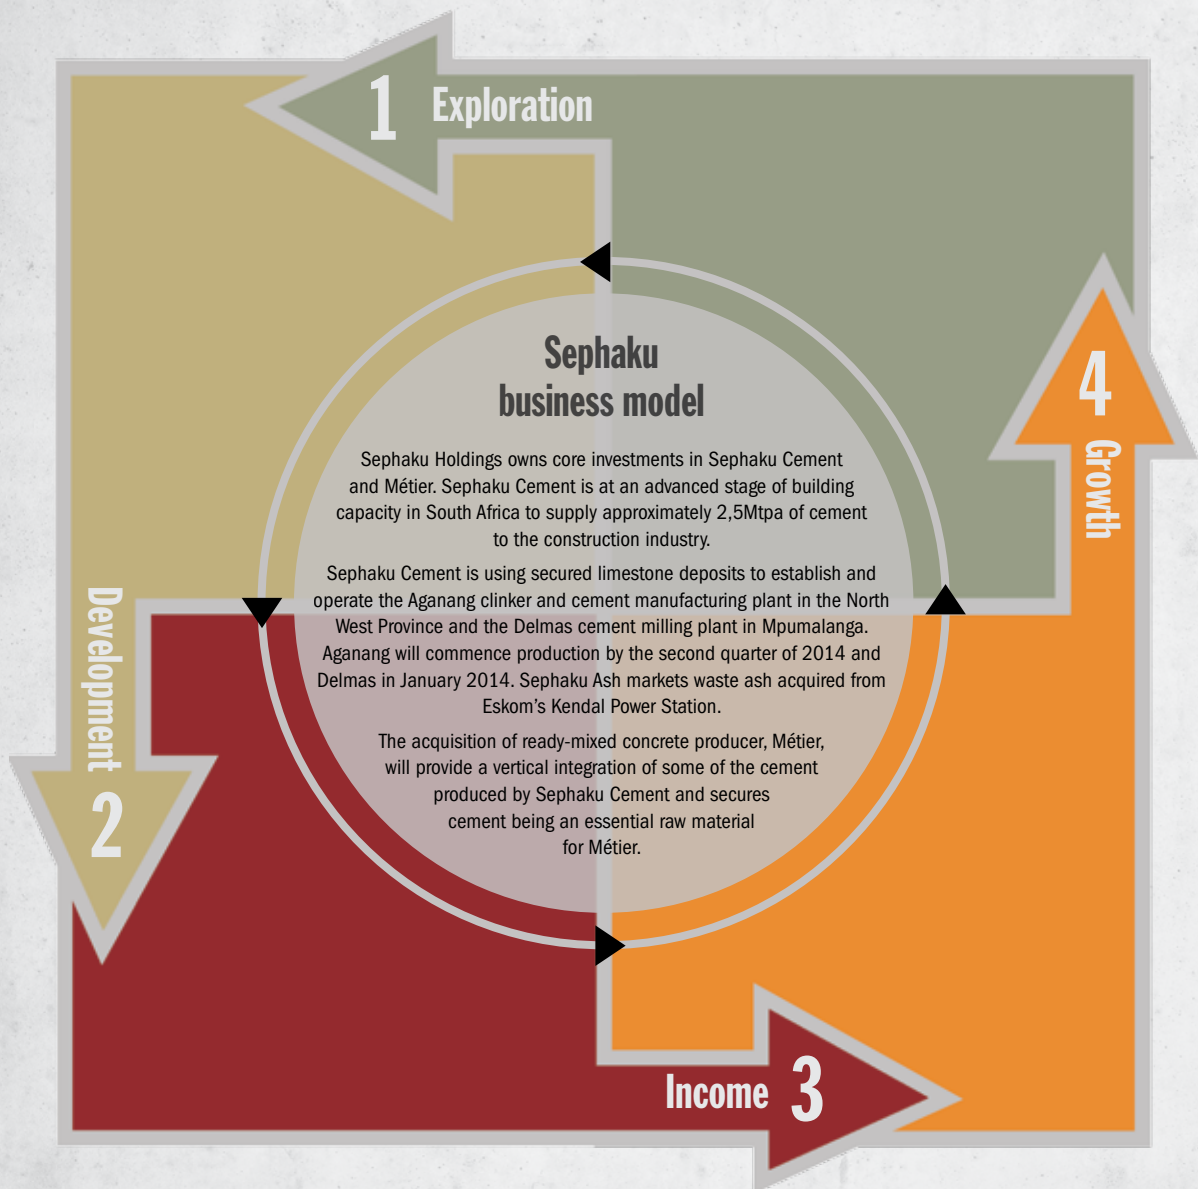 1 Exploration
Sephaku
business model
Sephaku Holdings owns core investments in Sephaku Cement
and Métier. Sephaku Cement is at an advanced stage of building
capacity in South Africa to supply approximately 2,5Mtpa of cement
to the construction industry.
Sephaku Cement is using secured limestone deposits to establish and
operate the Aganang clinker and cement manufacturing plant in the North
West Province and the Delmas cement milling plant in Mpumalanga.
Aganang will commence production by the second quarter of 2014 and
Delmas in January 2014. Sephaku Ash markets waste ash acquired from
Eskom’s Kendal Power Station.
The acquisition of ready-mixed concrete producer, Métier,
will provide a vertical integration of some of the cement
produced by Sephaku Cement and secures
cement being an essential raw material
for Métier.
Development 2
Income 3
4 Growth